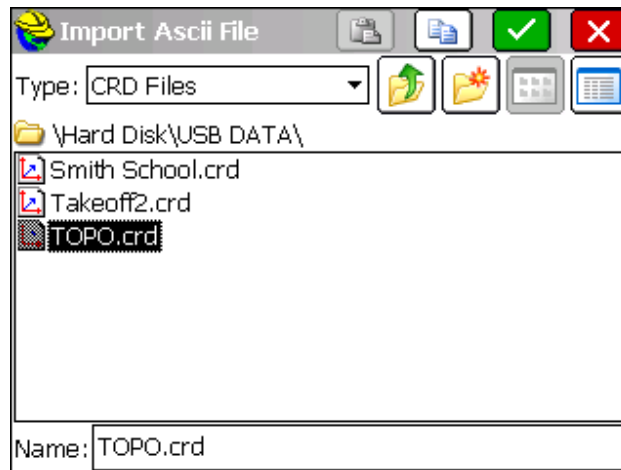 Import Ascii File
Type: CRD Files
\Hard Disk\USB DATA\
Smith School.crd
Takeoff2.crd
TOPO.crd
Name: TOPO.crd